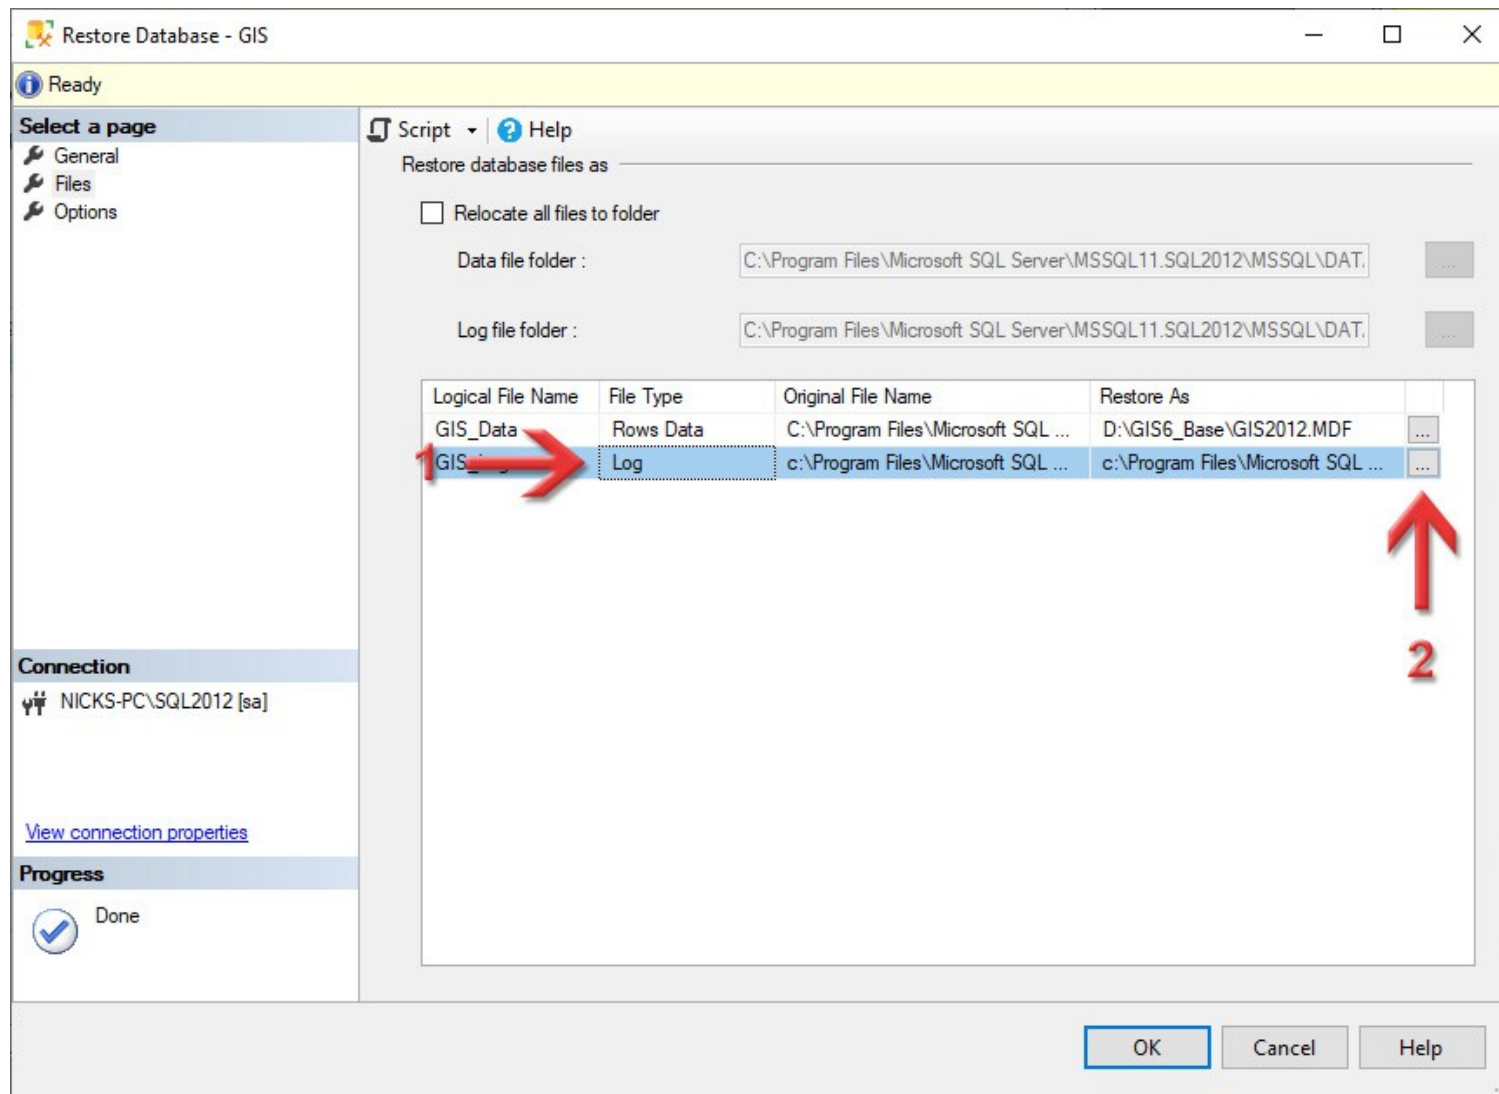 Restore Database - GIS
Ready
Select a page
General
Files
Options
Script
Help
Restore database files as
Relocate all files to folder
Data file folder :
C:\Program Files\Microsoft SQL Server\MSSQL11.SQL2012\MSSQL\DAT
...
Log file folder :
C:\Program Files\Microsoft SQL Server\MSSQL11.SQL2012\MSSQL\DAT
...
Logical File Name File Type Original File Name Restore As
GIS_Data Rows Data C:\Program Files\Microsoft SQL ... D:\GIS6_Base\GIS2012.MDF ...
1 Log c:\Program Files\Microsoft SQL ... c:\Program Files\Microsoft SQL ... ...
2
Connection
NICKS-PC\SQL2012 [sa]
View connection properties
Progress
Done
OK Cancel Help